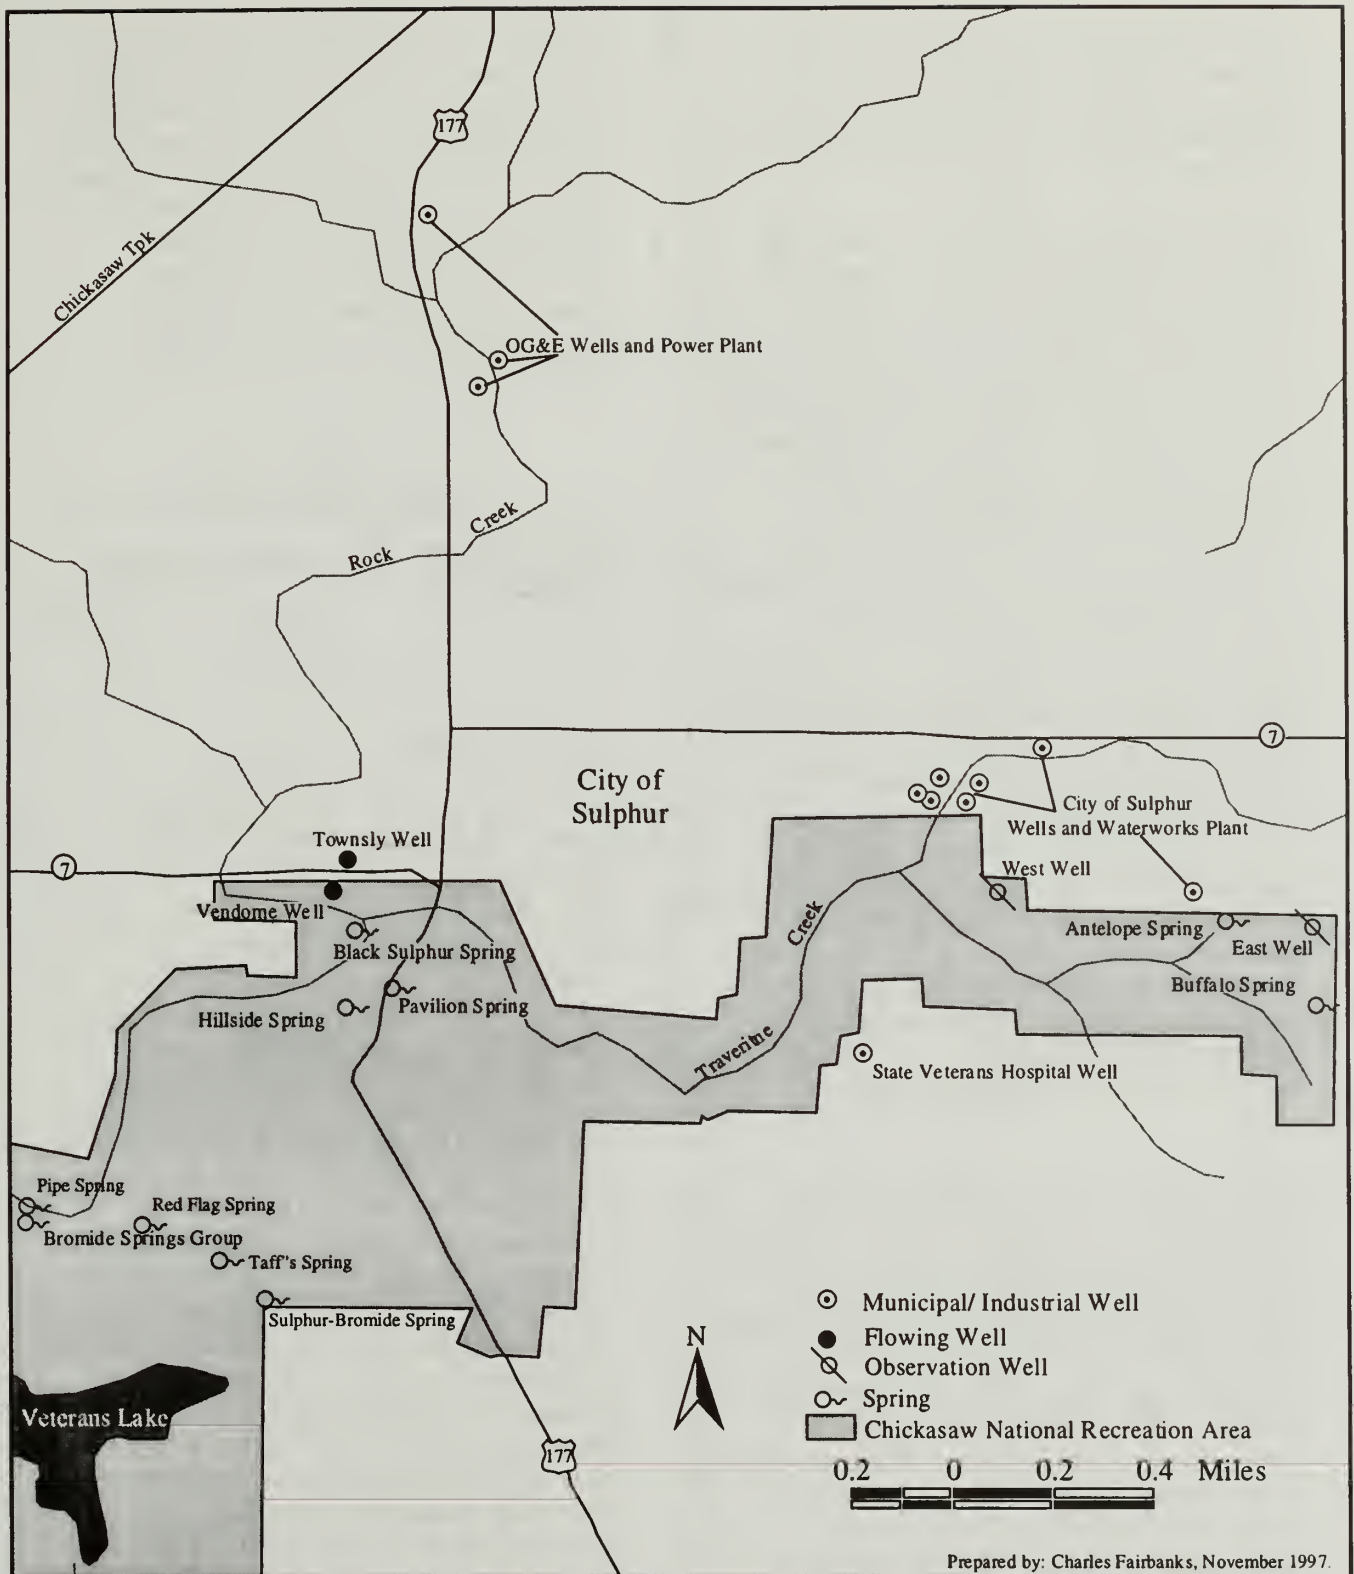 177
Chickasaw Tpk
OG&E Wells and Power Plant
Creek
Rock
7
City of
Sulphur
City of Sulphur
Wells and Waterworks Plant
Townsly Well
7
West Well
Vendome Well
Creek
Antelope Spring
Black Sulphur Spring
East Well
Buffalo Spring
Pavilion Spring
Hillside Spring
Traveritne
State Veterans Hospital Well
Pipe Spring
Red Flag Spring
Bromide Springs Group
Taff's Spring
Sulphur-Bromide Spring
Municipal/ Industrial Well
N
Flowing Well
Observation Well
Spring
Veterans Lake
Chickasaw National Recreation Area
177
0.2 0 0.2 0.4 Miles
Prepared by: Charles Fairbanks, November 1997.